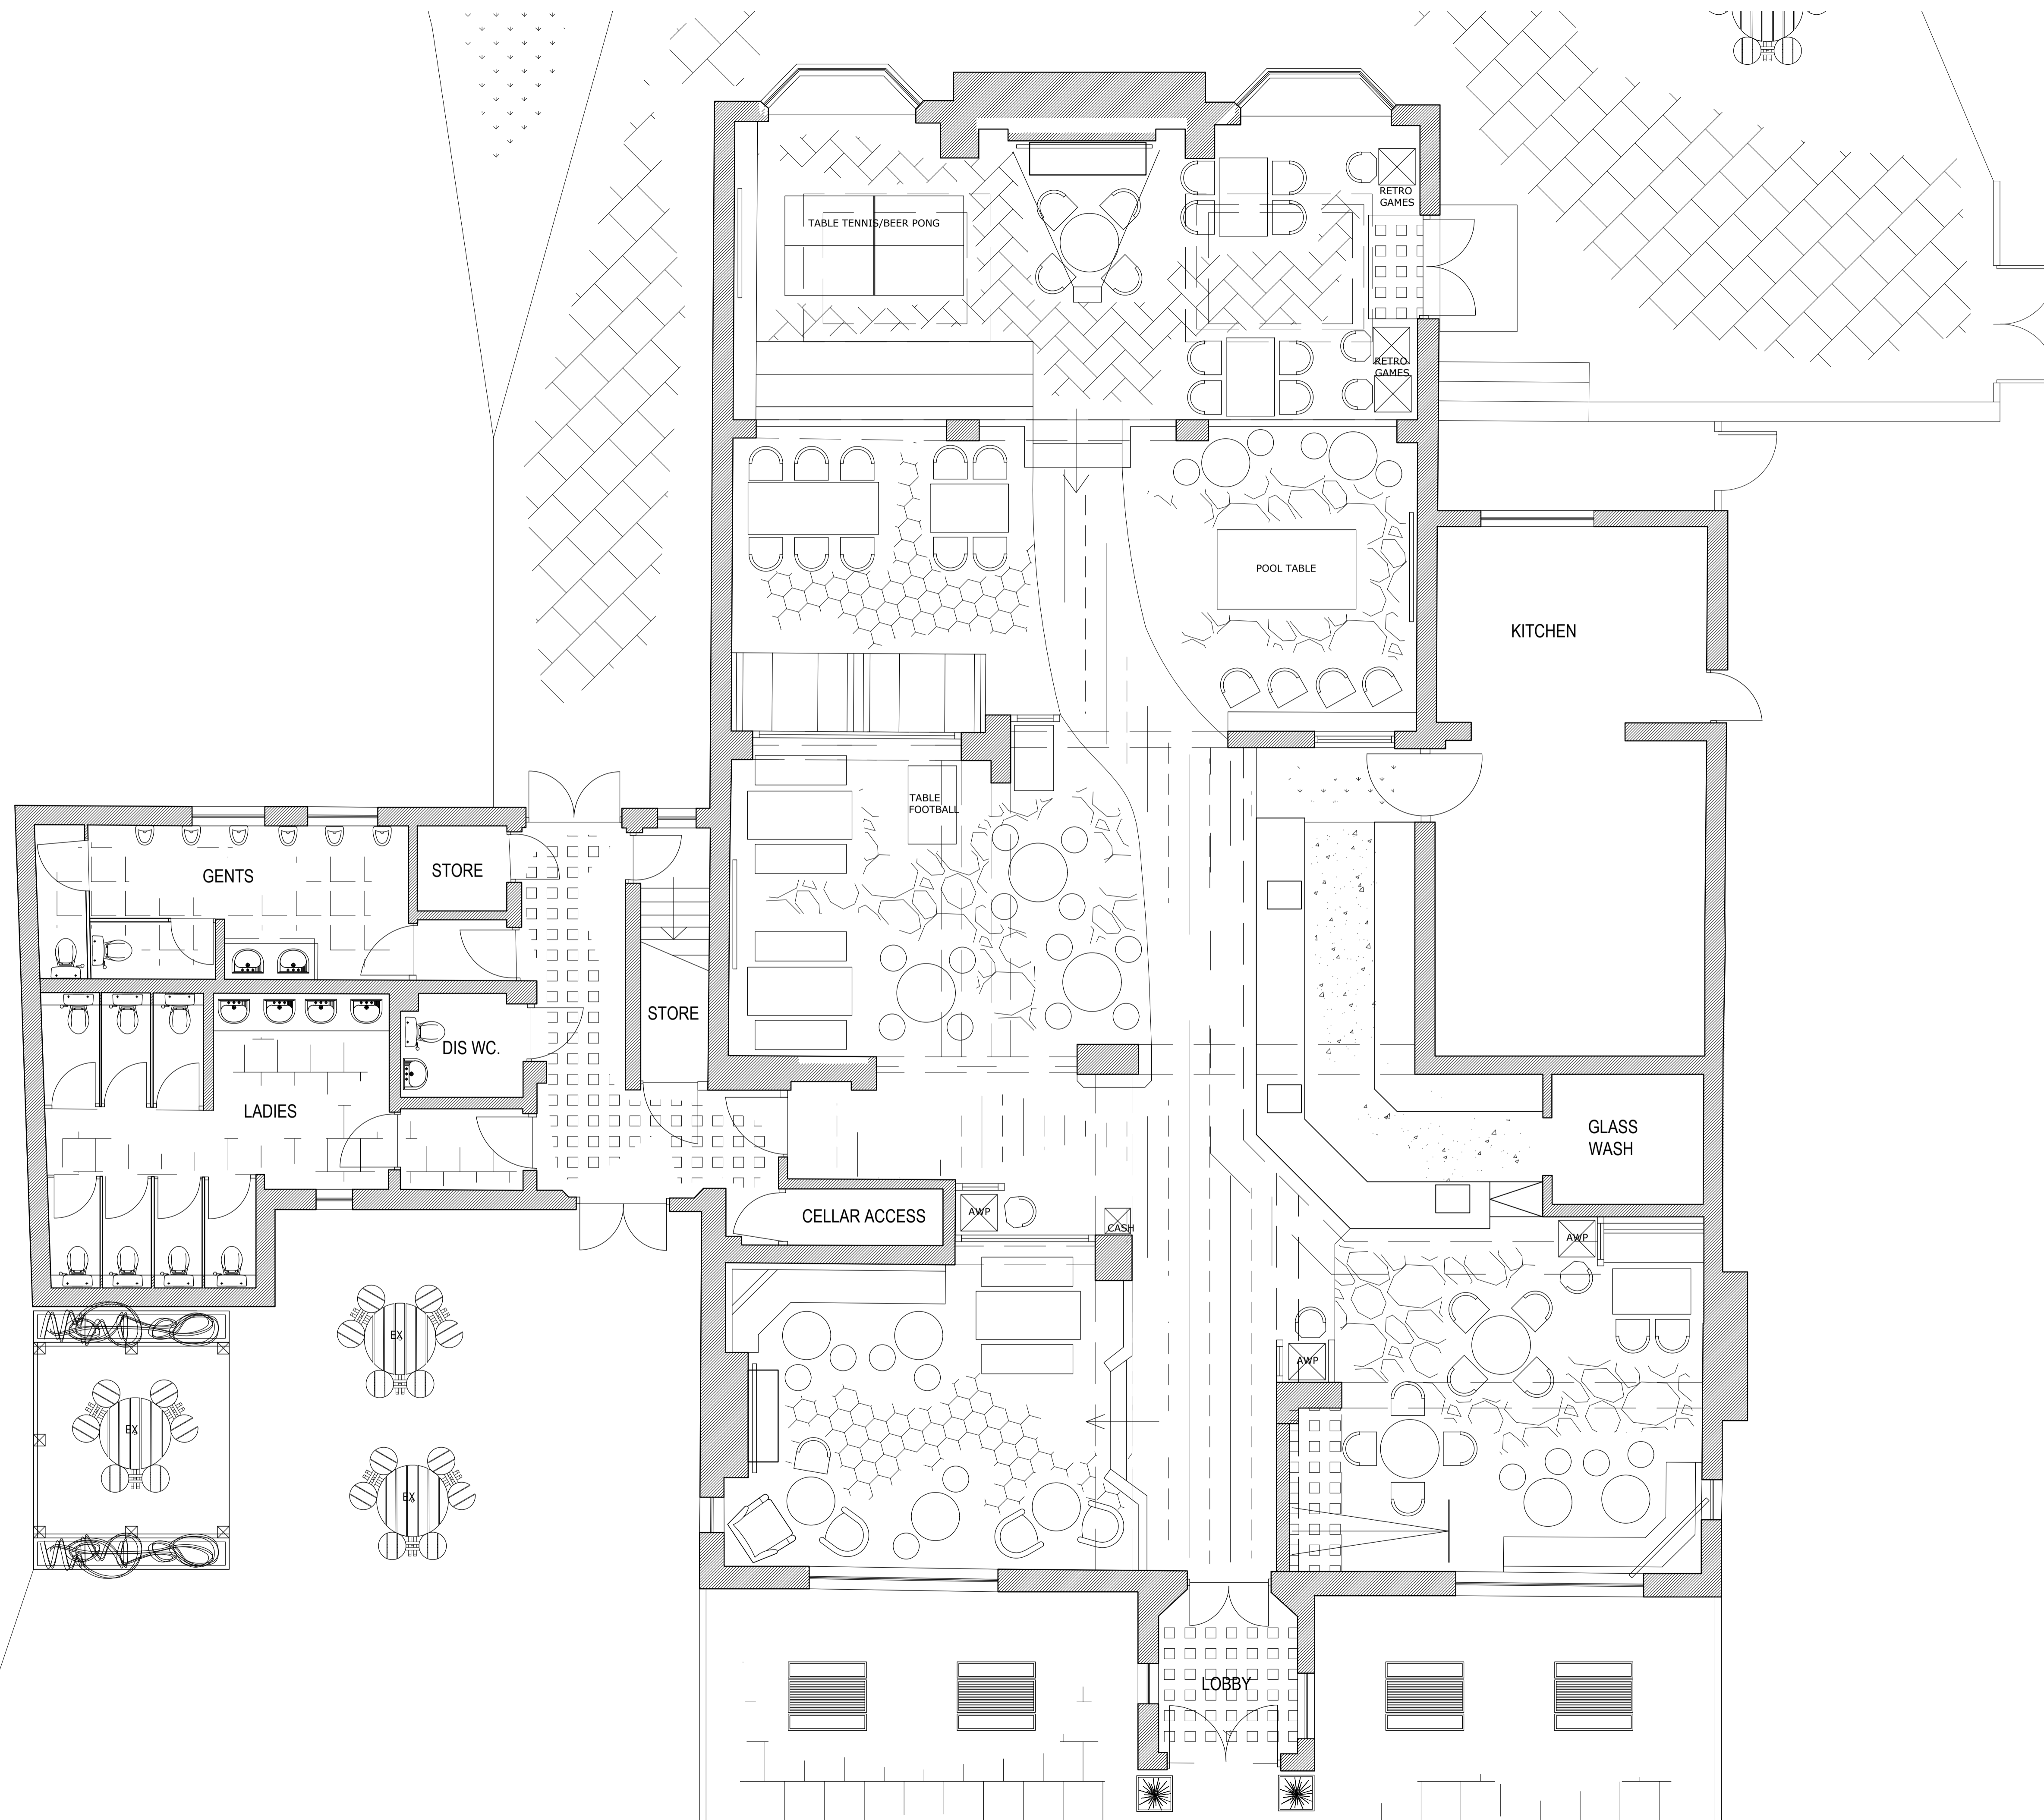 RETRO
GAMES
TABLE TENNIS/BEER PONG
RETRO
GAMES
POOL TABLE
KITCHEN
TABLE
FOOTBALL
GENTS
STORE
STORE
DIS WC.
LADIES
GLASS
WASH
CELLAR ACCESS
AWP
CASH
AWP
EX
AWP
EX
EX
LOBBY